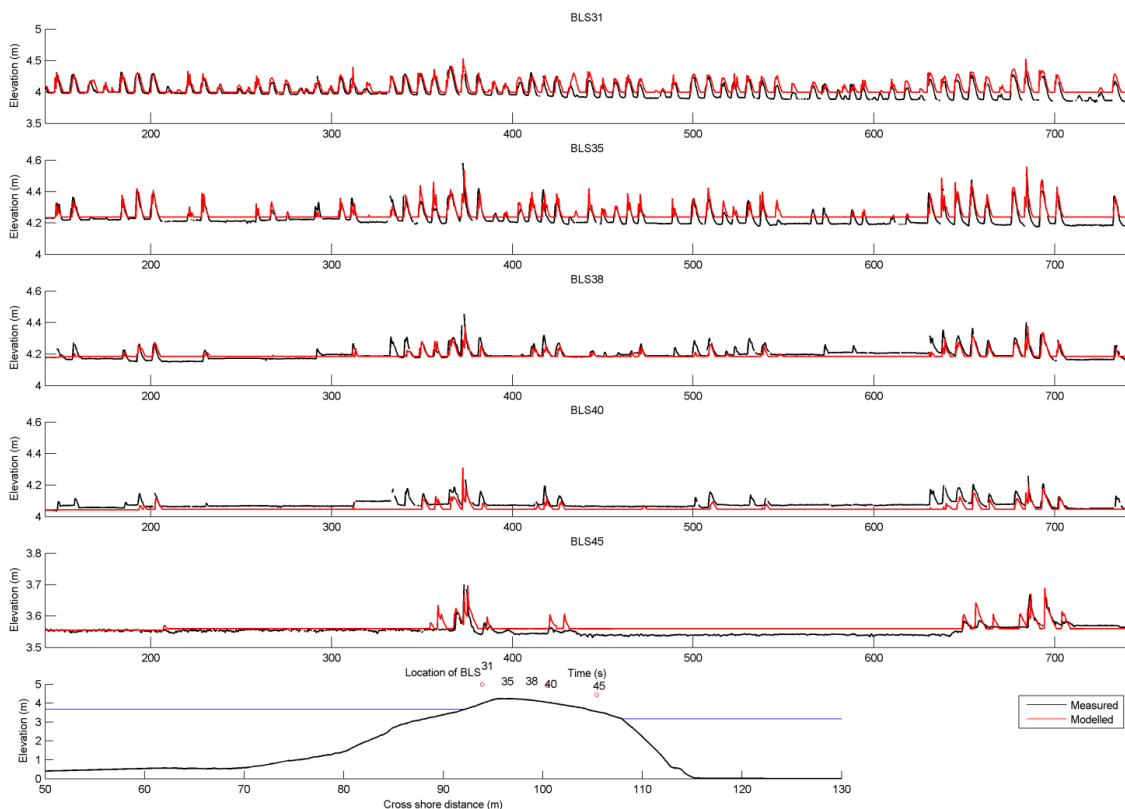 BLS31
5
4.5
4
3.5
Elevation (m)
200 300 400 500 600 700
BLS35
4.6
4.4
4.2
4
Elevation (m)
200 300 400 500 600 700
BLS38
4.6
4.4
4.2
4
Elevation (m)
200 300 400 500 600 700
BLS40
4.6
4.4
4.2
4
Elevation (m)
200 300 400 500 600 700
BLS45
3.8
3.7
3.6
3.5
Elevation (m)
200 300 400 500 600 700
Location of BLS 31 35 38 40 Time (s) 45
5
4
3
2
1
0
Elevation (m)
50 60 70 80 90 100 110 120 130
Cross shore distance (m)
Measured
Modelled